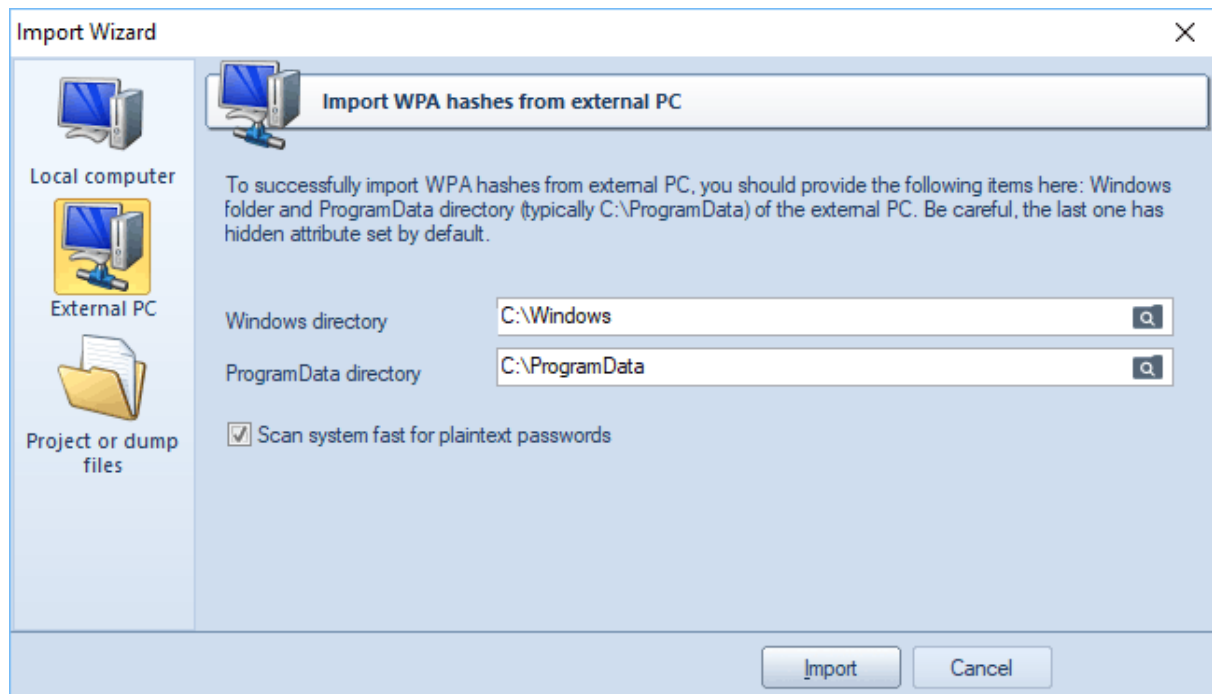 Import Wizard
Local computer
External PC
Project or dump
files
Import WPA hashes from external PC
To successfully import WPA hashes from external PC, you should provide the following items here: Windows
folder and ProgramData directory (typically C:\ProgramData) of the external PC. Be careful, the last one has
hidden attribute set by default.
Windows directory C:\Windows
ProgramData directory C:\ProgramData
Scan system fast for plaintext passwords
Import Cancel